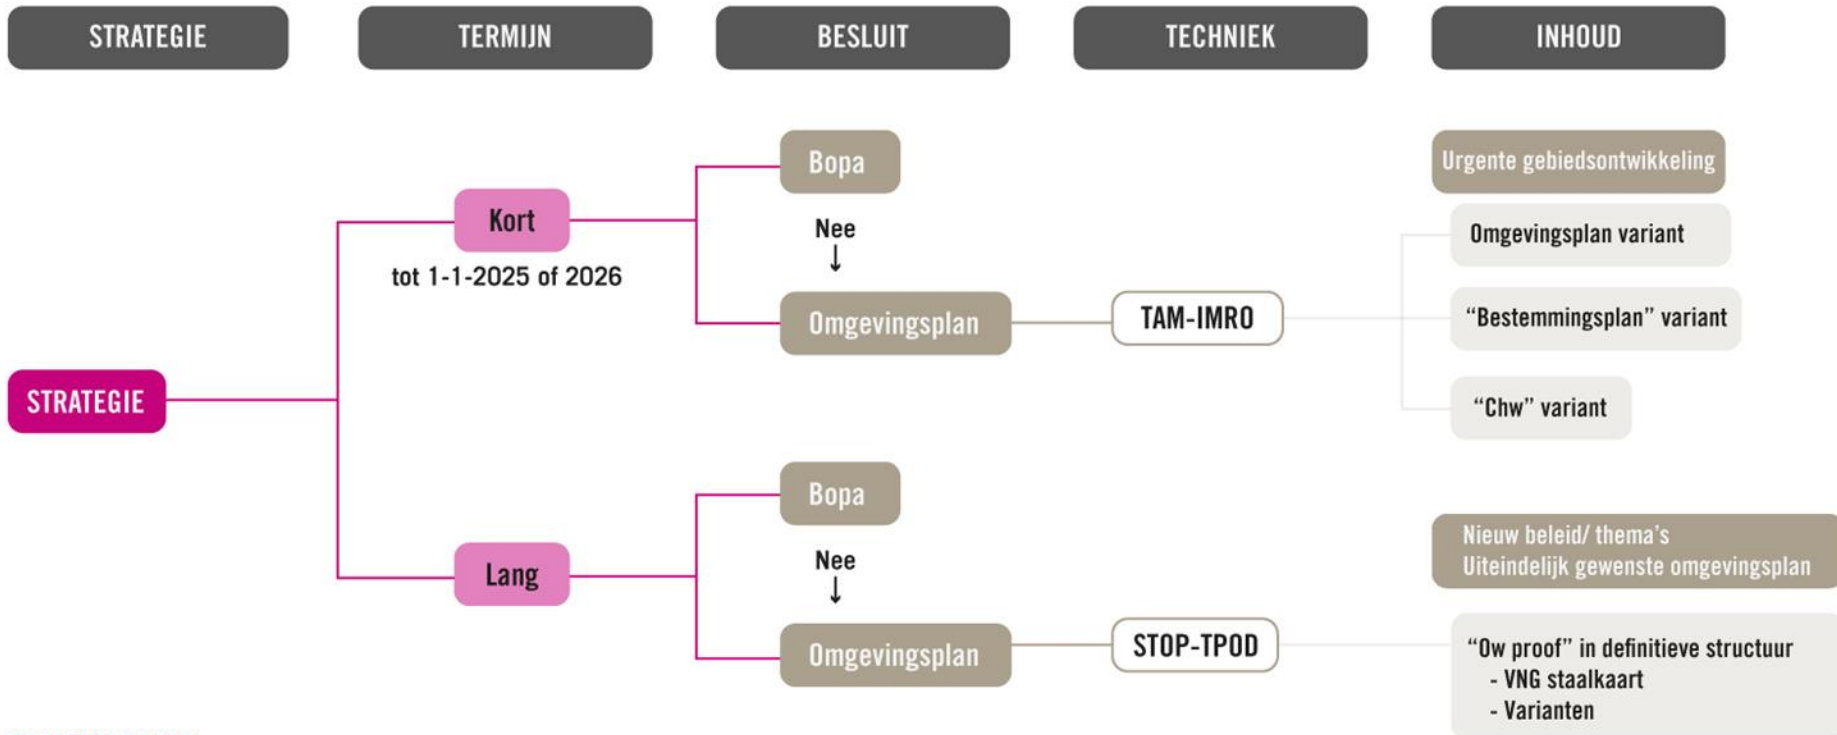 STRATEGIE
TERMIJN
BESLUIT
TECHNIEK
INHOUD
STRATEGIE
Kort
tot 1-1-2025 of 2026
Bopa
Nee
↓
Omgevingsplan
TAM-IMRO
Urgente gebiedsontwikkeling
Omgevingsplan variant
“Bestemmingsplan” variant
“Chw” variant
Lang
Bopa
Nee
↓
Omgevingsplan
STOP-TPOD
Nieuw beleid/ thema’s
Uiteindelijk gewenste omgevingsplan
“Ow proof” in definitieve structuur
- VNG staalkaart
- Varianten